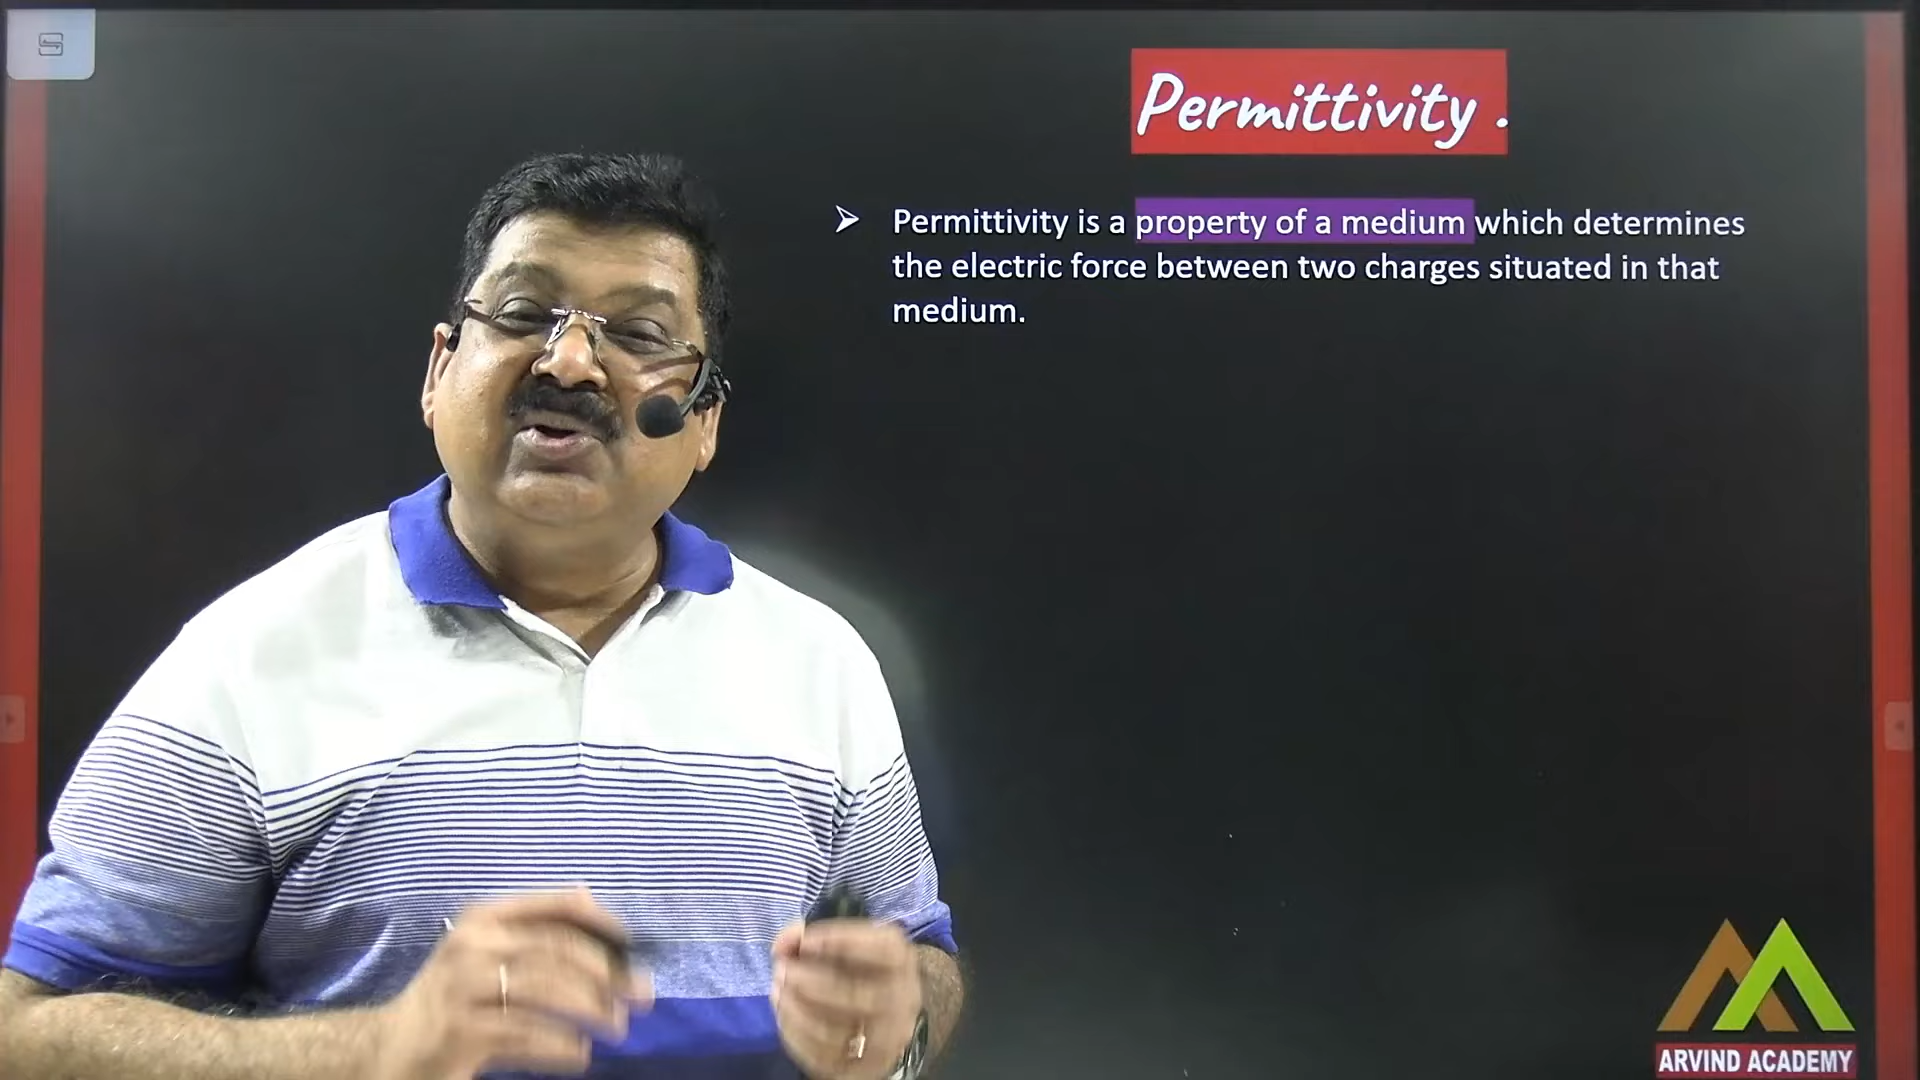 Permittivity .
➢ Permittivity is a property of a medium which determines
the electric force between two charges situated in that
medium.
ARVIND ACADEMY